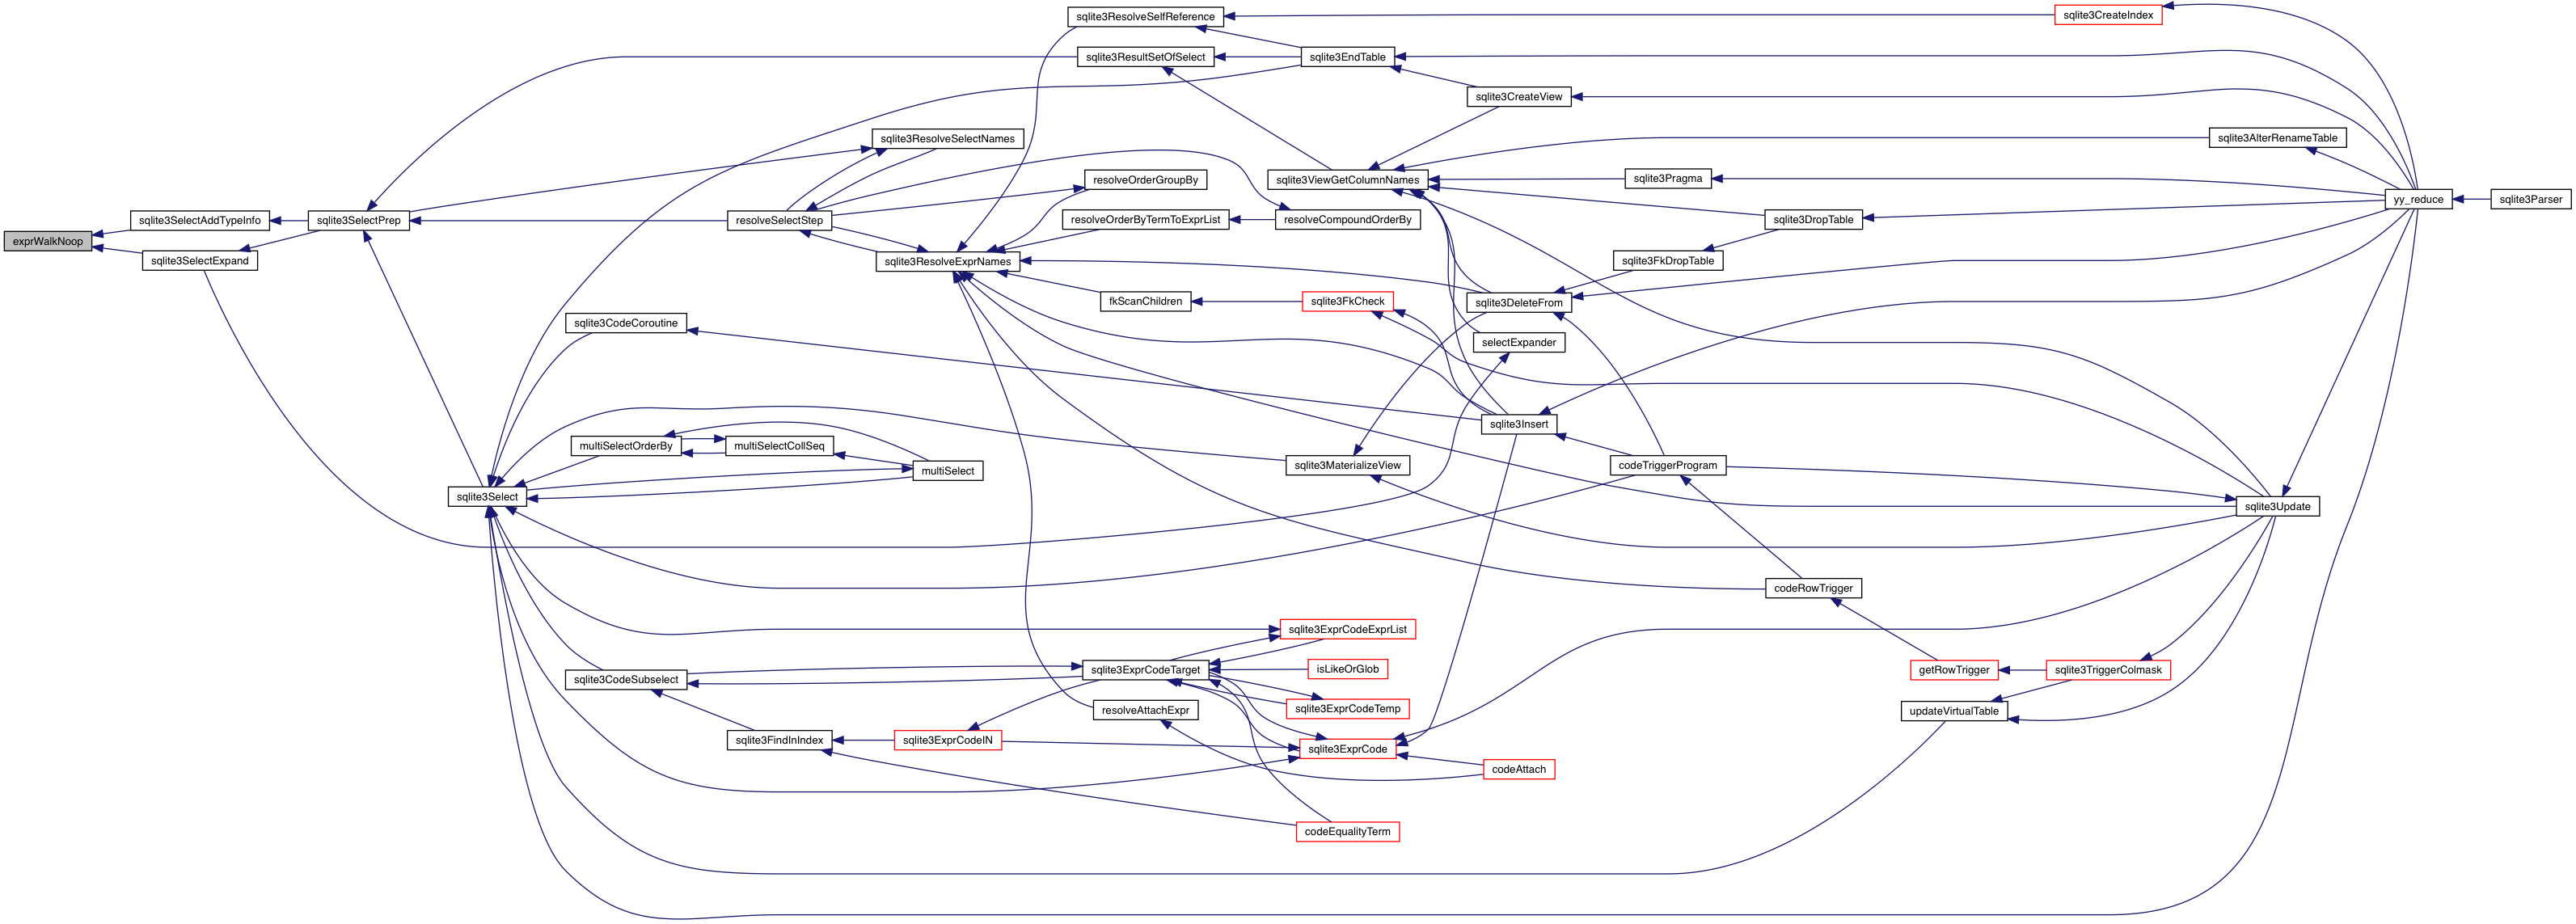 exprWalkNoop
sqlite3SelectAddTypeInfo
sqlite3SelectExpand
sqlite3SelectPrep
sqlite3Select
sqlite3CodeCoroutine
multiSelectOrderBy
sqlite3CodeSubselect
resolveSelectStep
multiSelectCollSeq
sqlite3FindInIndex
sqlite3ResolveSelectNames
sqlite3ResolveExprNames
multiSelect
sqlite3ExprCodeIN
sqlite3ResolveSelfReference
sqlite3ResultSetOfSelect
resolveOrderGroupBy
resolveOrderByTermToExprList
fkScanChildren
sqlite3ExprCodeTarget
resolveAttachExpr
sqlite3EndTable
sqlite3ViewGetColumnNames
resolveCompoundOrderBy
sqlite3FkCheck
sqlite3MaterializeView
sqlite3ExprCodeExprList
isLikeOrGlob
sqlite3ExprCodeTemp
sqlite3ExprCode
codeEqualityTerm
sqlite3CreateView
sqlite3DeleteFrom
selectExpander
sqlite3Insert
codeAttach
sqlite3Pragma
sqlite3FkDropTable
codeTriggerProgram
sqlite3DropTable
codeRowTrigger
getRowTrigger
updateVirtualTable
sqlite3CreateIndex
sqlite3TriggerColmask
sqlite3AlterRenameTable
sqlite3Update
yy_reduce
sqlite3Parser